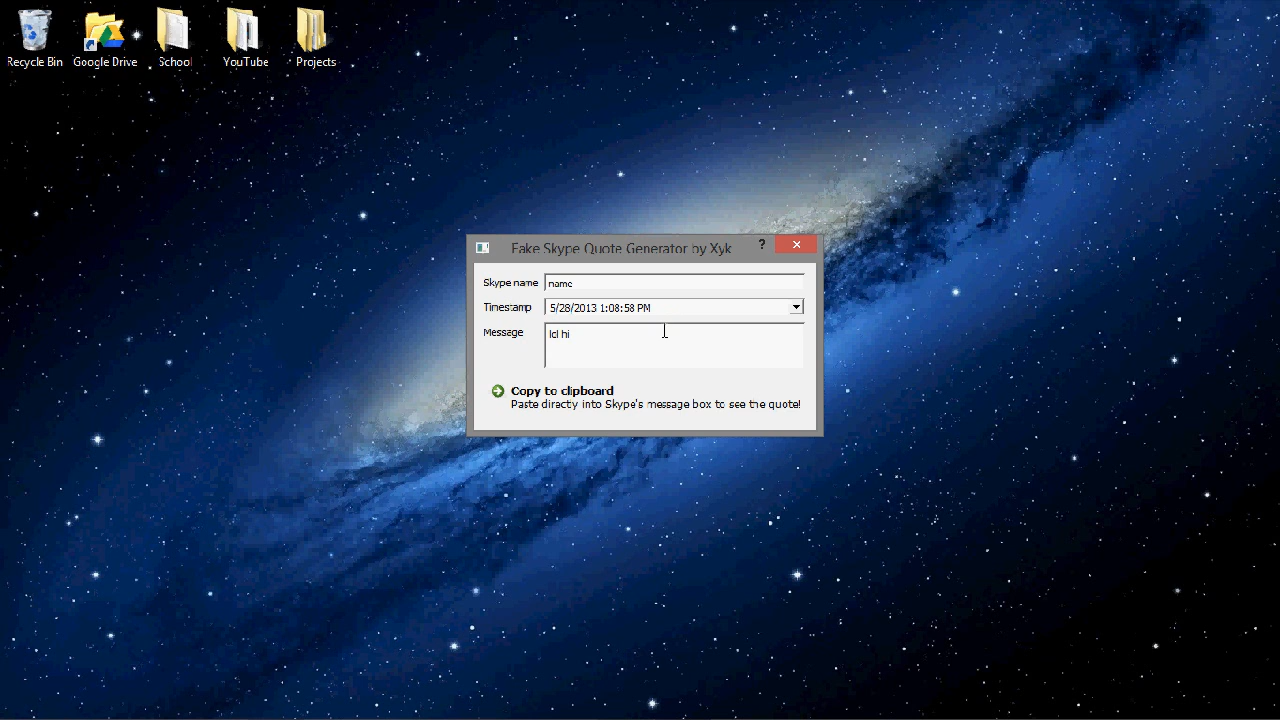 Recycle Bin
Google Drive
School
YouTube
Projects
Fake Skype Quote Generator by Xyk
?
Skype name
name
Timestamp
5/28/2013 1:08:58 PM
Message
lol hi
Copy to clipboard
Paste directly into Skype's message box to see the quote!